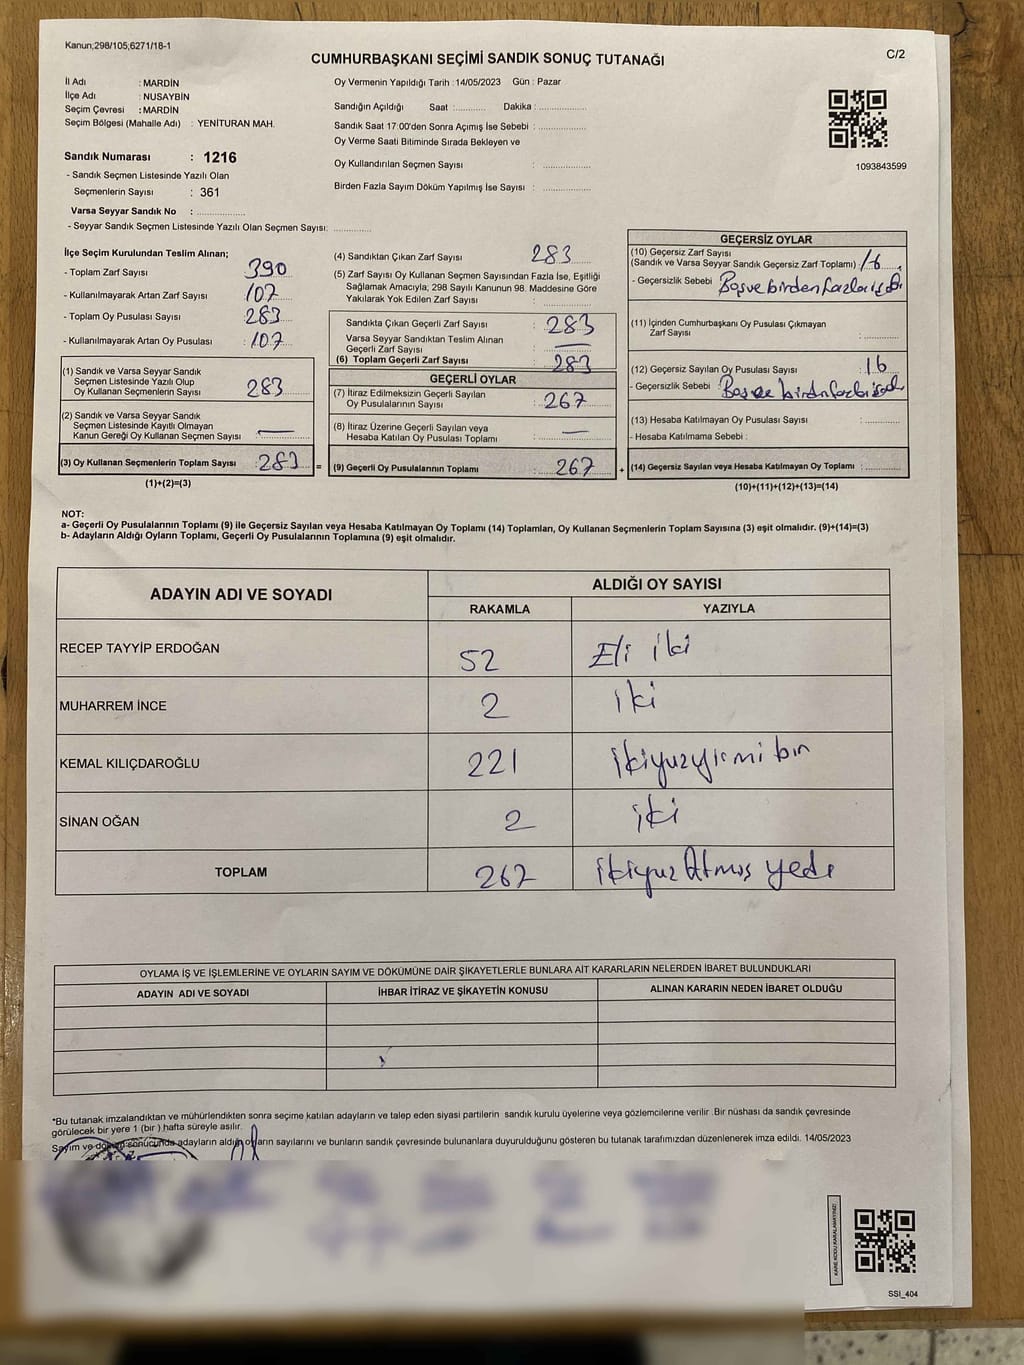 Kanun;298/105;6271/18-1
CUMHURBAŞKANI SEÇİMİ SANDIK SONUÇ TUTANAĞI
C/2
İl Adı : MARDİN
İlçe Adı : NUSAYBİN
Seçim Çevresi : MARDİN
Seçim Bölgesi (Mahalle Adı) : YENİTURAN MAH.
Sandık Numarası : 1216
- Sandık Seçmen Listesinde Yazılı Olan
Seçmenlerin Sayısı : 361
Varsa Seyyar Sandık No : ................
- Seyyar Sandık Seçmen Listesinde Yazılı Olan Seçmen Sayısı: ............
Oy Vermenin Yapıldığı Tarih : 14/05/2023 Gün : Pazar
Sandığın Açıldığı Saat :.......... Dakika :................
Sandık Saat 17:00'den Sonra Açımış İse Sebebi : ................
Oy Verme Saati Bitiminde Sırada Bekleyen ve
Oy Kullandırılan Seçmen Sayısı : ................
Birden Fazla Sayım Döküm Yapılmış İse Sayısı : ................
1093843599
İlçe Seçim Kurulundan Teslim Alınan;
- Toplam Zarf Sayısı : 390
- Kullanılmayarak Artan Zarf Sayısı : 107
- Toplam Oy Pusulası Sayısı : 283
- Kullanılmayarak Artan Oy Pusulası : 107
(1) Sandık ve Varsa Seyyar Sandık
Seçmen Listesinde Yazılı Olup
Oy Kullanan Seçmenlerin Sayısı : 283
(2) Sandık ve Varsa Seyyar Sandık
Seçmen Listesinde Kayıtlı Olmayan
Kanun Gereği Oy Kullanan Seçmen Sayısı : —
(3) Oy Kullanan Seçmenlerin Toplam Sayısı : 283 =
(1)+(2)=(3)
(4) Sandıktan Çıkan Zarf Sayısı : 283
(5) Zarf Sayısı Oy Kullanan Seçmen Sayısından Fazla İse, Eşitliği
Sağlamak Amacıyla; 298 Sayılı Kanunun 98. Maddesine Göre
Yakılarak Yok Edilen Zarf Sayısı : ................
Sandıkta Çıkan Geçerli Zarf Sayısı : 283
Varsa Seyyar Sandıktan Teslim Alınan
Geçerli Zarf Sayısı : —
(6) Toplam Geçerli Zarf Sayısı : 283
GEÇERLİ OYLAR
(7) İtiraz Edilmeksizin Geçerli Sayılan
Oy Pusulalarının Sayısı : 267
(8) İtiraz Üzerine Geçerli Sayılan veya
Hesaba Katılan Oy Pusulası Toplamı : —
(9) Geçerli Oy Pusulalarının Toplamı : 267 +
GEÇERSİZ OYLAR
(10) Geçersiz Zarf Sayısı
(Sandık ve Varsa Seyyar Sandık Geçersiz Zarf Toplamı) : 16
- Geçersizlik Sebebi : Boş ve birden fazla
(11) İçinden Cumhurbaşkanı Oy Pusulası Çıkmayan
Zarf Sayısı : ............
(12) Geçersiz Sayılan Oy Pusulası Sayısı : 16
- Geçersizlik Sebebi : Boş ve birden fazla
(13) Hesaba Katılmayan Oy Pusulası Sayısı : ............
- Hesaba Katılmama Sebebi :
(14) Geçersiz Sayılan veya Hesaba Katılmayan Oy Toplamı : ............
(10)+(11)+(12)+(13)=(14)
NOT:
a- Geçerli Oy Pusulalarının Toplamı (9) ile Geçersiz Sayılan veya Hesaba Katılmayan Oy Toplamı (14) Toplamları, Oy Kullanan Seçmenlerin Toplam Sayısına (3) eşit olmalıdır. (9)+(14)=(3)
b- Adayların Aldığı Oyların Toplamı, Geçerli Oy Pusulalarının Toplamına (9) eşit olmalıdır.
ADAYIN ADI VE SOYADI
ALDIĞI OY SAYISI
RAKAMLA YAZIYLA
RECEP TAYYİP ERDOĞAN 52 Eli iki
MUHARREM İNCE 2 iki
KEMAL KILIÇDAROĞLU 221 ikiyuzyirmi bın
SİNAN OĞAN 2 iki
TOPLAM 267 ikiyuz Atmıs yedi
OYLAMA İŞ VE İŞLEMLERİNE VE OYLARIN SAYIM VE DÖKÜMÜNE DAİR ŞİKAYETLERLE BUNLARA AİT KARARLARIN NELERDEN İBARET BULUNDUKLARI
ADAYIN ADI VE SOYADI İHBAR İTİRAZ VE ŞİKAYETİN KONUSU ALINAN KARARIN NEDEN İBARET OLDUĞU
*Bu tutanak imzalandıktan ve mühürlendikten sonra seçime katılan adayların ve talep eden siyasi partilerin sandık kurulu üyelerine veya gözlemcilerine verilir .Bir nüshası da sandık çevresinde
görülecek bir yere 1 (bir ) hafta süreyle asılır.
Sayım ve döküm sonucunda adayların aldığı oyların sayılarını ve bunların sandık çevresinde bulunanlara duyurulduğunu gösteren bu tutanak tarafımızdan düzenlenerek imza edildi. 14/05/2023
KARE KODU KARALAMAYINIZ!
SSI_404